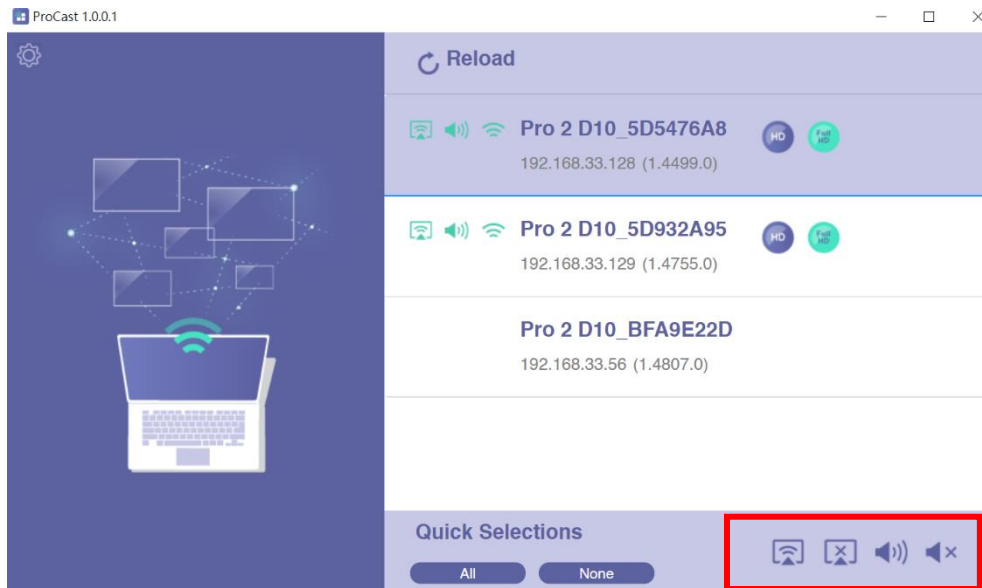 ProCast 1.0.0.1
Reload
Pro 2 D10_5D5476A8
HD
Full HD
192.168.33.128 (1.4499.0)
Pro 2 D10_5D932A95
HD
Full HD
192.168.33.129 (1.4755.0)
Pro 2 D10_BFA9E22D
192.168.33.56 (1.4807.0)
Quick Selections
All
None